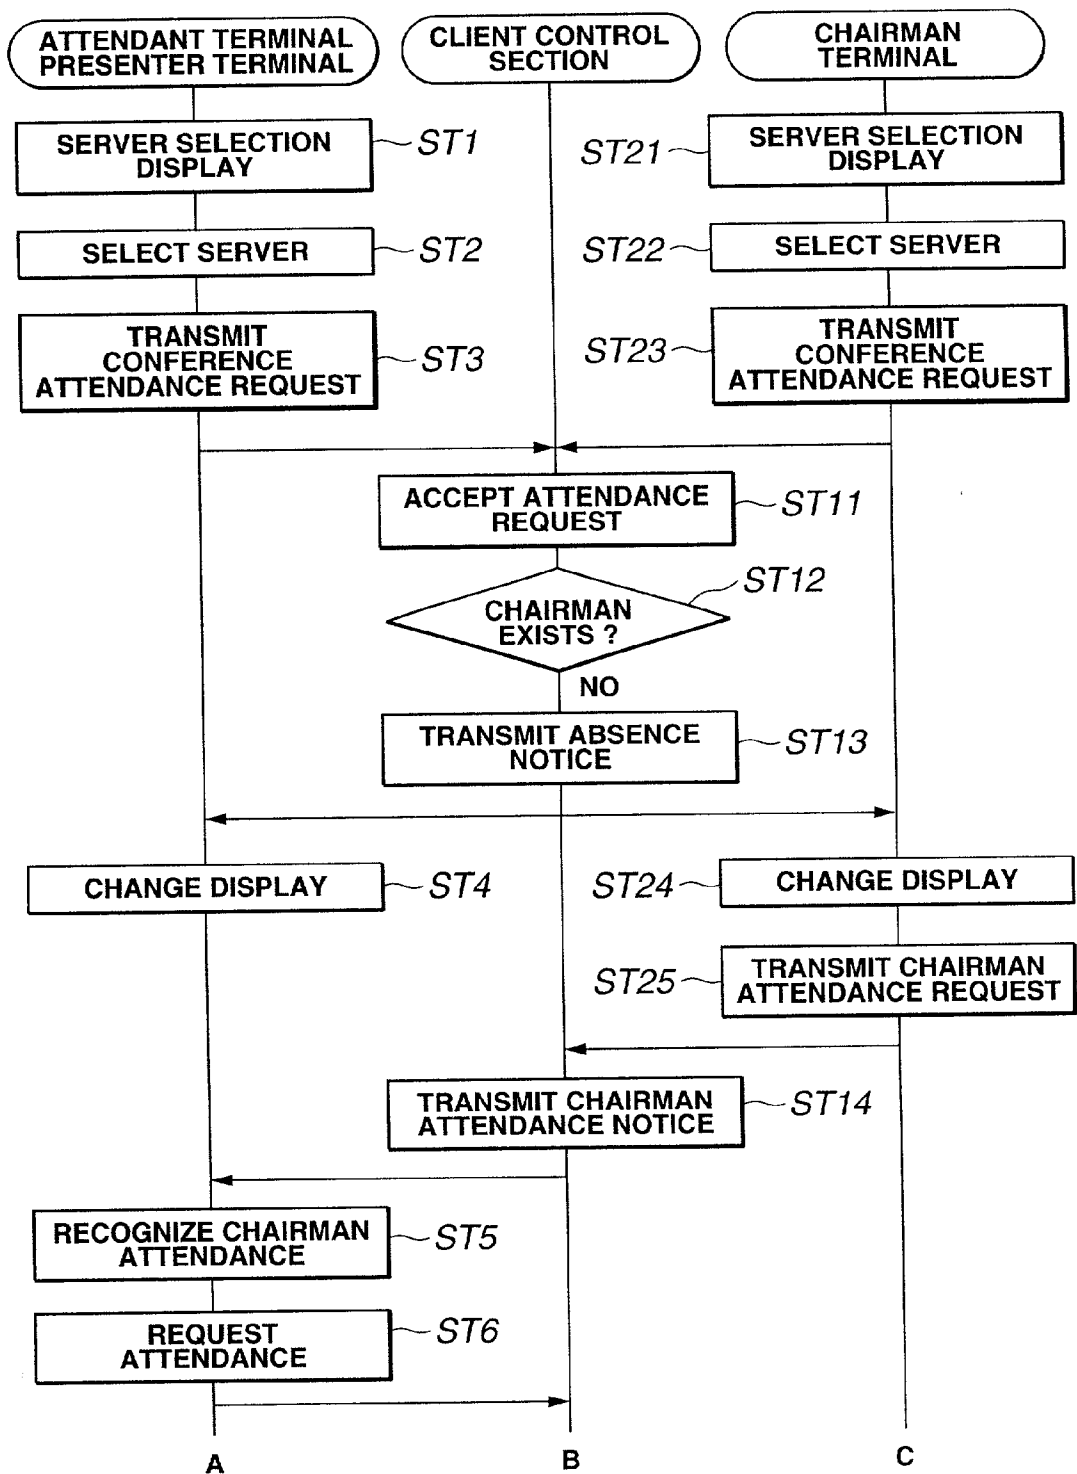 ATTENDANT TERMINAL
PRESENTER TERMINAL
CLIENT CONTROL
SECTION
CHAIRMAN
TERMINAL
SERVER SELECTION
DISPLAY
ST1
ST21
SERVER SELECTION
DISPLAY
SELECT SERVER
ST2
ST22
SELECT SERVER
TRANSMIT
CONFERENCE
ATTENDANCE REQUEST
ST3
ST23
TRANSMIT
CONFERENCE
ATTENDANCE REQUEST
ACCEPT ATTENDANCE
REQUEST
ST11
CHAIRMAN
EXISTS ?
ST12
NO
TRANSMIT ABSENCE
NOTICE
ST13
CHANGE DISPLAY
ST4
ST24
CHANGE DISPLAY
ST25
TRANSMIT CHAIRMAN
ATTENDANCE REQUEST
TRANSMIT CHAIRMAN
ATTENDANCE NOTICE
ST14
RECOGNIZE CHAIRMAN
ATTENDANCE
ST5
REQUEST
ATTENDANCE
ST6
A
B
C